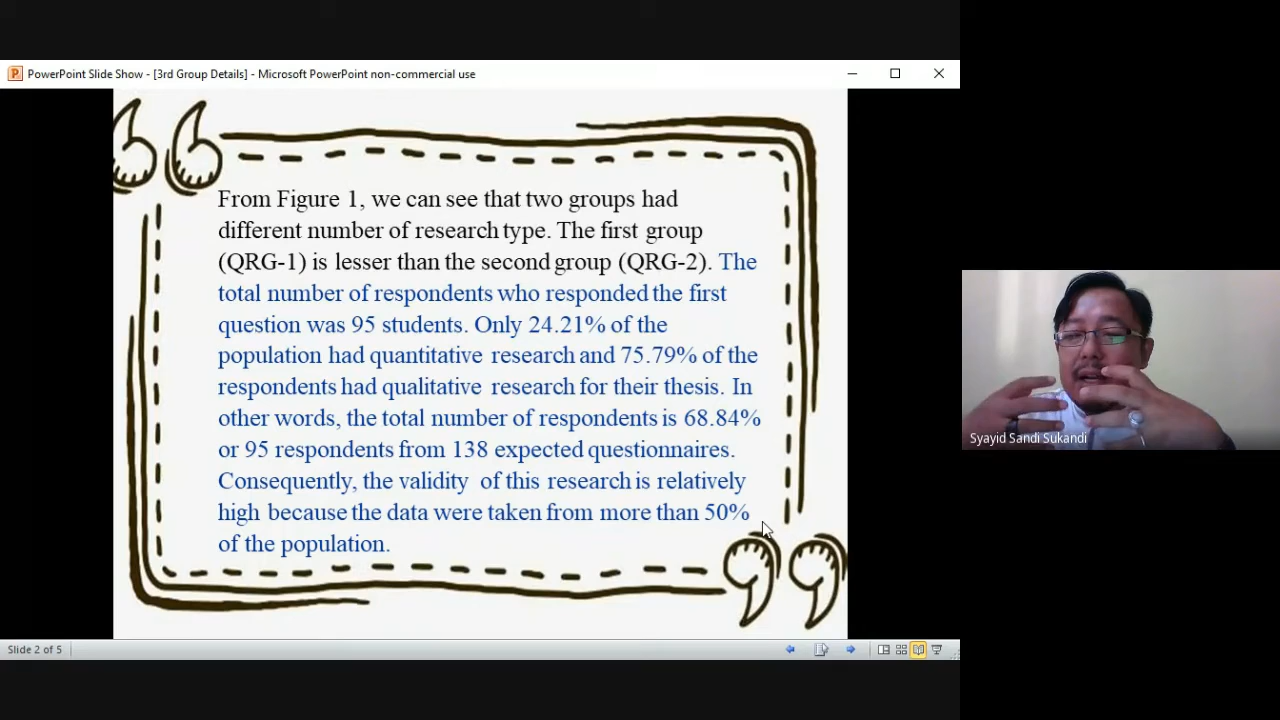 PowerPoint Slide Show - [3rd Group Details] - Microsoft PowerPoint non-commercial use
From Figure 1, we can see that two groups had
different number of research type. The first group
(QRG-1) is lesser than the second group (QRG-2). The
total number of respondents who responded the first
question was 95 students. Only 24.21% of the
population had quantitative research and 75.79% of the
respondents had qualitative research for their thesis. In
other words, the total number of respondents is 68.84%
or 95 respondents from 138 expected questionnaires.
Consequently, the validity of this research is relatively
high because the data were taken from more than 50%
of the population.
Syayid Sandi Sukandi
Slide 2 of 5